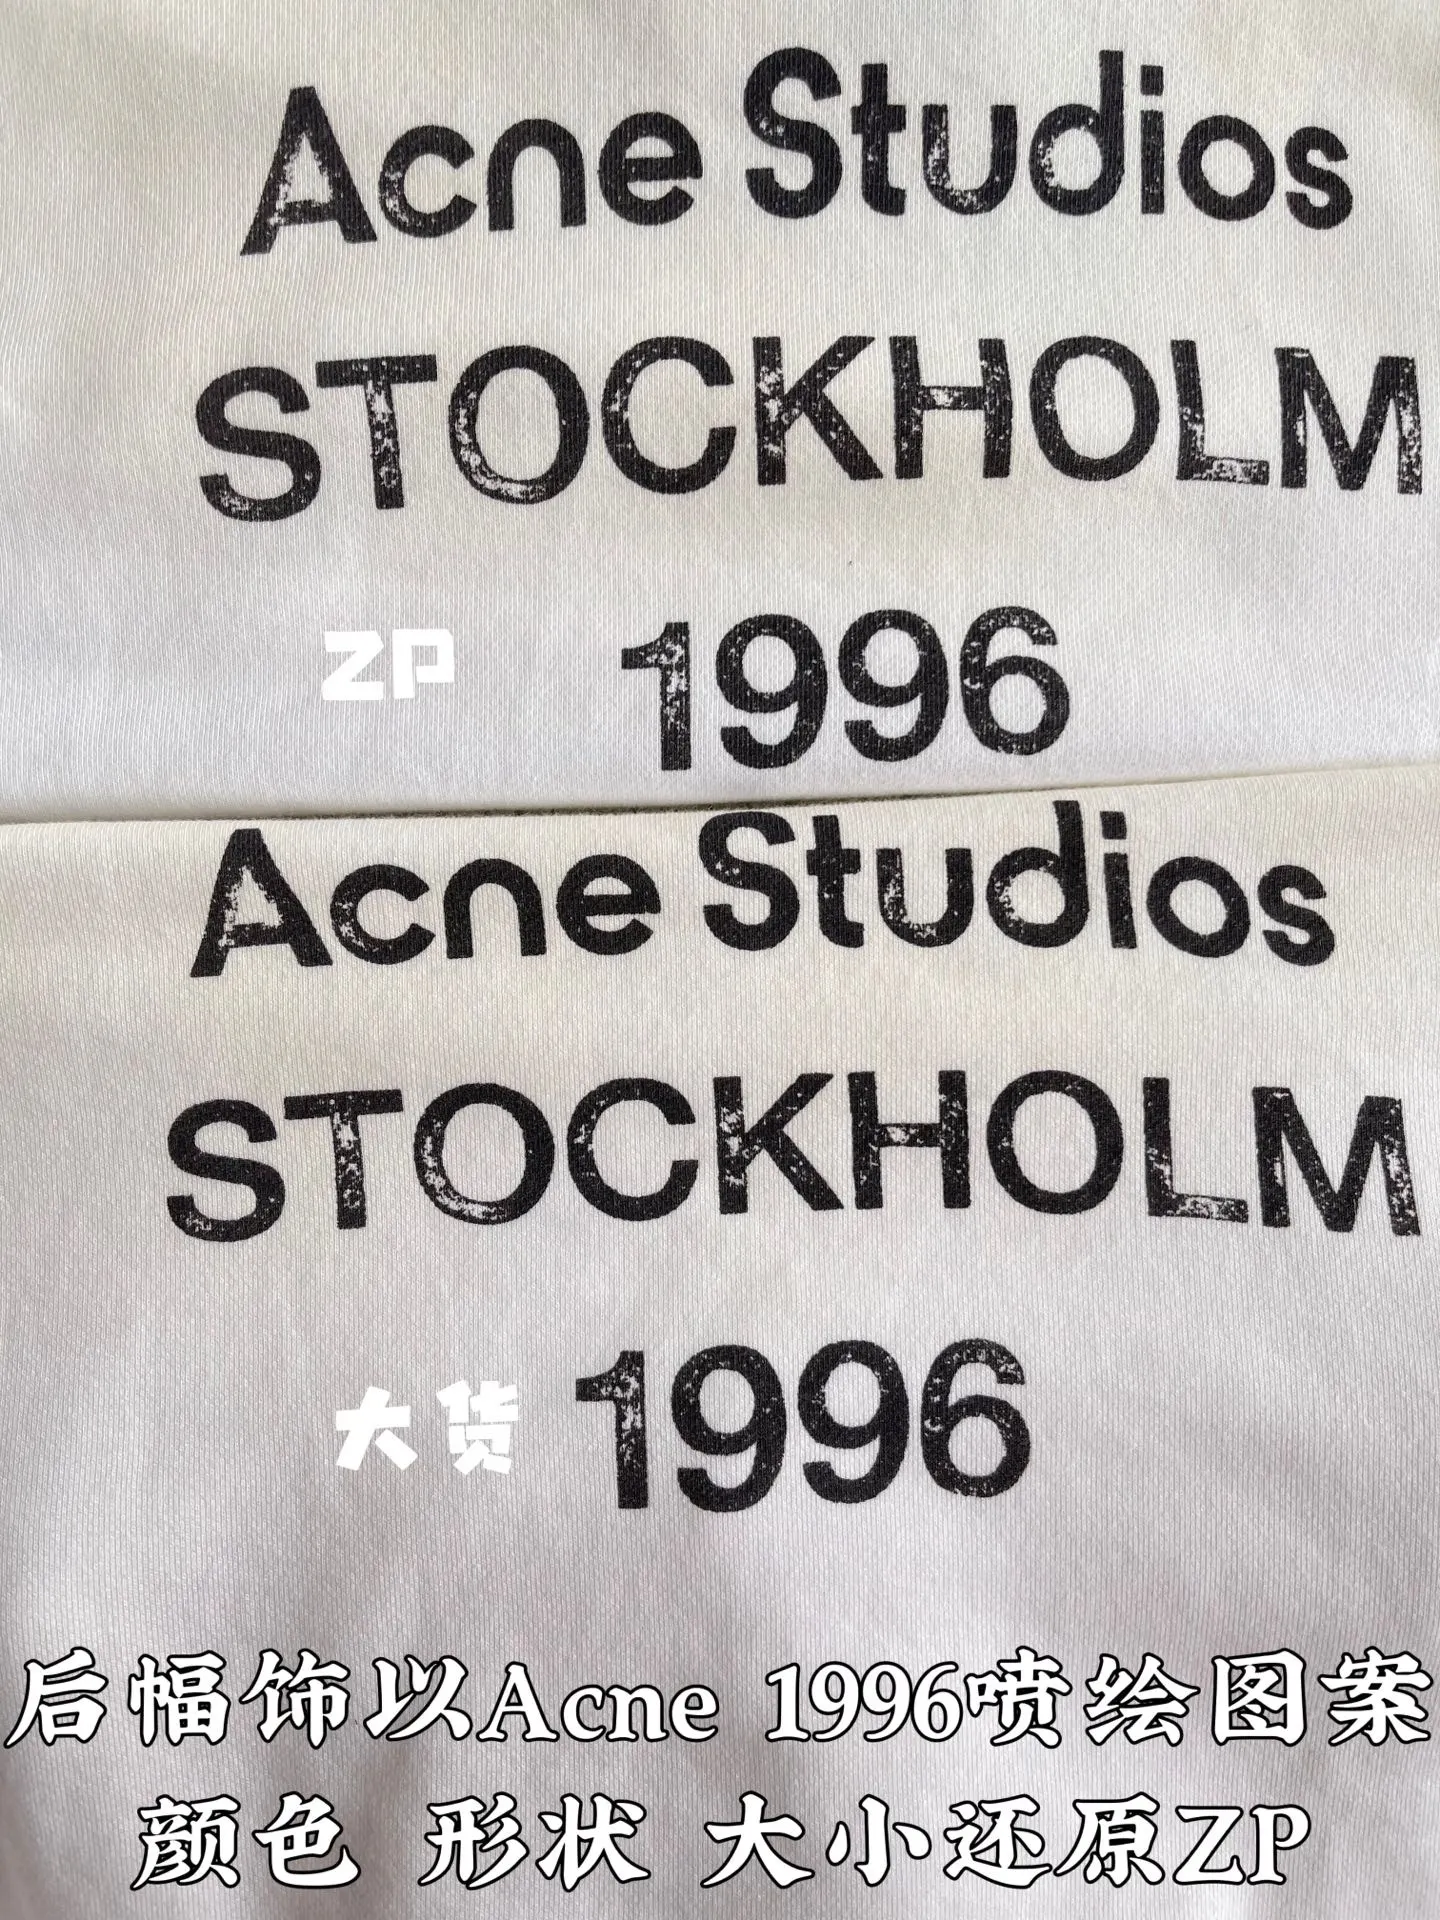 Acne Studios
STOCKHOLM
ZP
1996
Acne Studios
STOCKHOLM
大货
1996
后幅饰以Acne 1996喷绘图案
颜色 形状 大小还原ZP